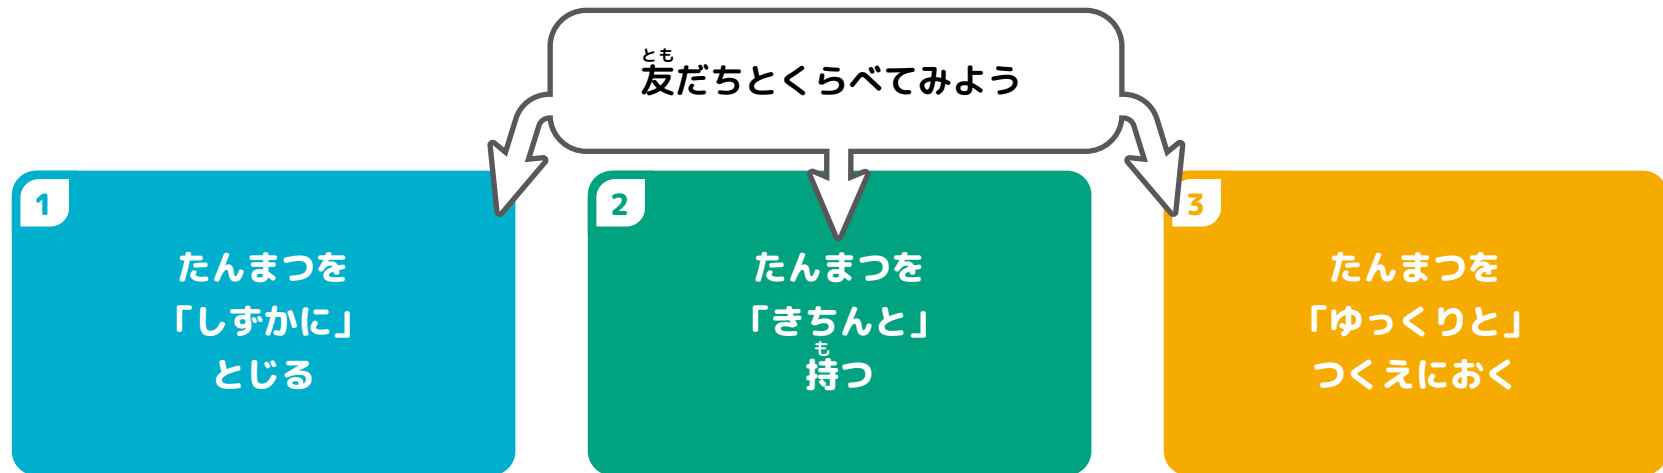 友だちとくらべてみよう
とも
1
たんまつを
「しずかに」
とじる
2
たんまつを
「きちんと」
持つ
も
3
たんまつを
「ゆっくりと」
つくえにおく